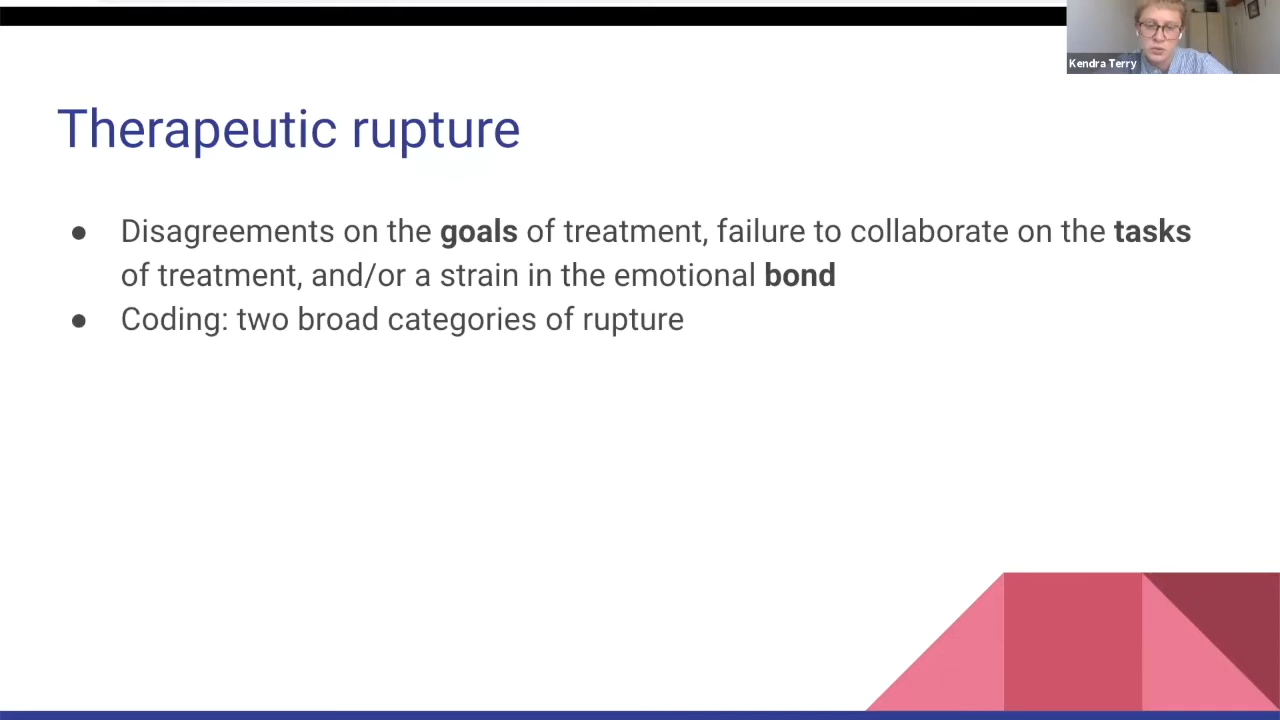 Kendra Terry
Therapeutic rupture
● Disagreements on the goals of treatment, failure to collaborate on the tasks
of treatment, and/or a strain in the emotional bond
● Coding: two broad categories of rupture